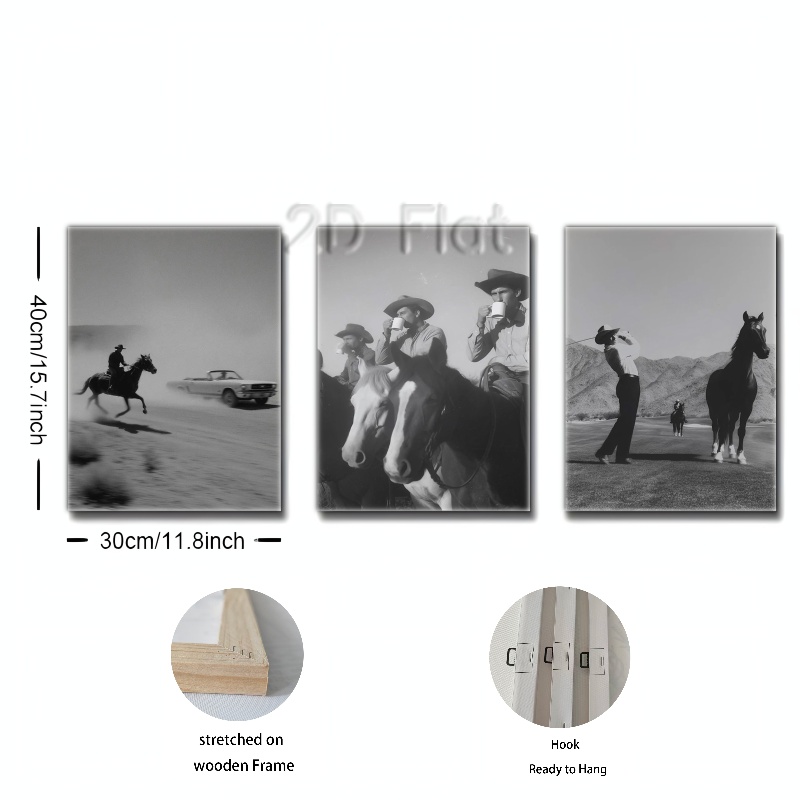 2D Flat
40cm/15.7inch
30cm/11.8inch
stretched on
wooden Frame
Hook
Ready to Hang